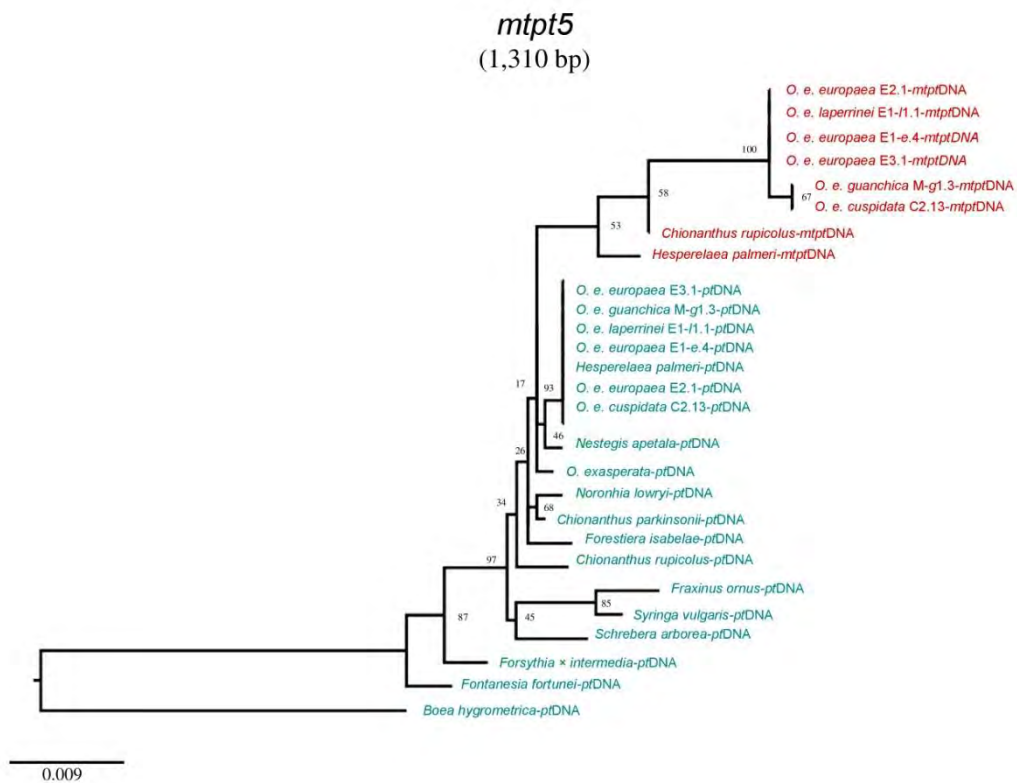 mtpt5
(1,310 bp)
O. e. europaea E2.1-mtptDNA
O. e. laperrinei E1-l1.1-mtptDNA
100
O. e. europaea E1-e.4-mtptDNA
O. e. europaea E3.1-mtptDNA
O. e. guanchica M-g1.3-mtptDNA
58
67
O. e. cuspidata C2.13-mtptDNA
53
Chionanthus rupicolus-mtptDNA
Hesperelaea palmeri-mtptDNA
O. e. europaea E3.1-ptDNA
O. e. guanchica M-g1.3-ptDNA
O. e. laperrinei E1-l1.1-ptDNA
O. e. europaea E1-e.4-ptDNA
Hesperelaea palmeri-ptDNA
17
93
O. e. europaea E2.1-ptDNA
O. e. cuspidata C2.13-ptDNA
46
Nestegis apetala-ptDNA
26
O. exasperata-ptDNA
Noronhia lowryi-ptDNA
34
68
Chionanthus parkinsonii-ptDNA
Forestiera isabelae-ptDNA
97
Chionanthus rupicolus-ptDNA
Fraxinus ornus-ptDNA
85
87
45
Syringa vulgaris-ptDNA
Schrebera arborea-ptDNA
Forsythia × intermedia-ptDNA
Fontanesia fortunei-ptDNA
Boea hygrometrica-ptDNA
0.009